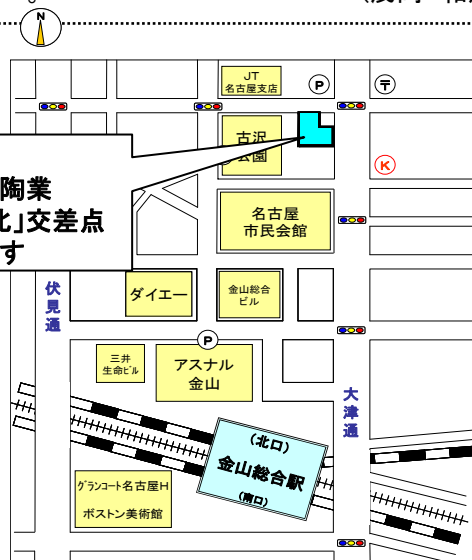 N
JT
名古屋支店
P
〒
古沢
公園
K
陶業
北」交差点
す
名古屋
市民会館
伏見通
ダイエー
金山総合
ビル
P
三井
生命ビル
アスナル
金山
大津通
(北口)
金山総合駅
(南口)
グランコート名古屋H
ボストン美術館